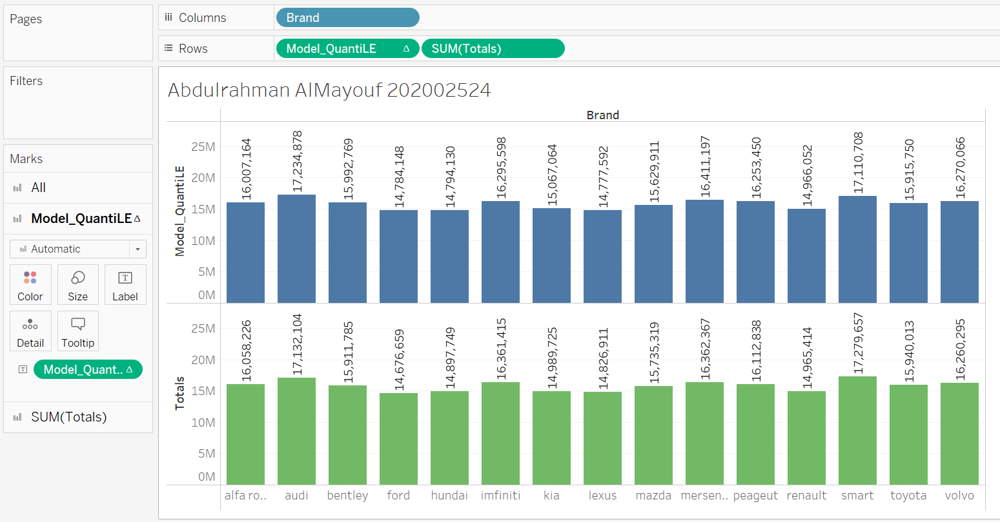 Pages
Filters
Marks
All
Model_QuantiLE
Automatic
Color
Size
Label
T
Detail
Tooltip
T
Model_Quant..
SUM(Totals)
Columns
Brand
Rows
Model_QuantiLE
SUM(Totals)
Abdulrahman AlMayouf 202002524
Brand
Model_QuantiLE
25M
20M
15M
10M
5M
0M
16,007,164
17,234,878
15,992,769
14,784,148
14,794,130
16,295,598
15,067,064
14,777,592
15,629,911
16,411,197
16,253,450
14,966,052
17,110,708
15,915,750
16,270,066
Totals
25M
20M
15M
10M
5M
0M
16,058,226
17,132,104
15,911,785
14,676,659
14,897,749
16,361,415
14,989,725
14,826,911
15,735,319
16,362,367
16,112,838
14,965,414
17,279,657
15,940,013
16,260,295
alfa ro..
audi
bentley
ford
hundai
imfiniti
kia
lexus
mazda
mersen..
peageut
renault
smart
toyota
volvo